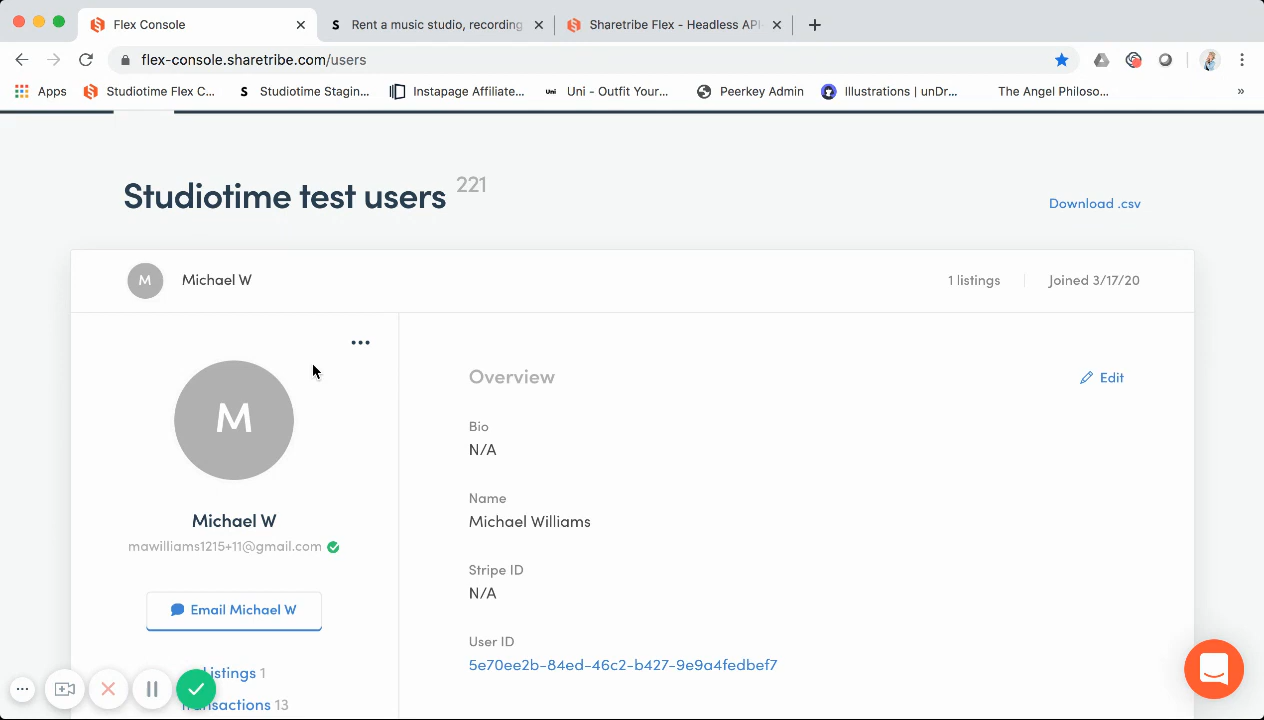 Flex Console
Rent a music studio, recording
Sharetribe Flex - Headless API
flex-console.sharetribe.com/users
Apps
Studiotime Flex C...
S
Studiotime Stagin...
Instapage Affiliate...
Uni
Uni - Outfit Your...
Peerkey Admin
Illustrations | unDr...
The Angel Philoso...
»
Studiotime test users 221
Download .csv
M
Michael W
1 listings
Joined 3/17/20
M
Michael W
mawilliams1215+11@gmail.com
Email Michael W
Listings 1
Transactions 13
Overview
Edit
Bio
N/A
Name
Michael Williams
Stripe ID
N/A
User ID
5e70ee2b-84ed-46c2-b427-9e9a4fedbef7